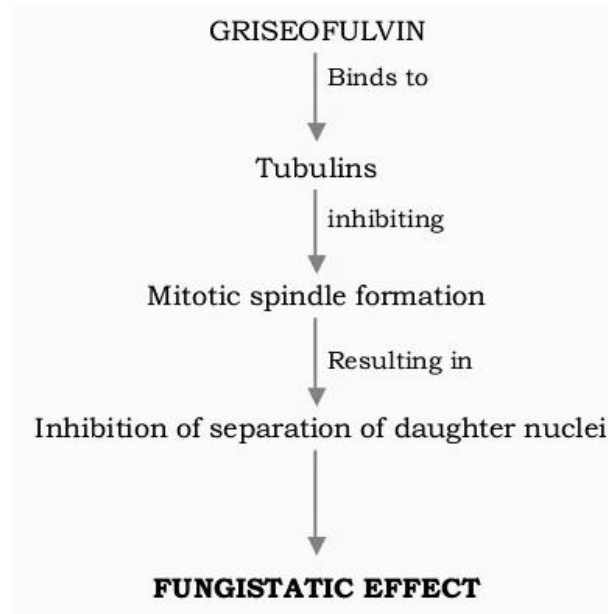 GRISEOFULVIN
Binds to
Tubulins
inhibiting
Mitotic spindle formation
Resulting in
Inhibition of separation of daughter nuclei
FUNGISTATIC EFFECT